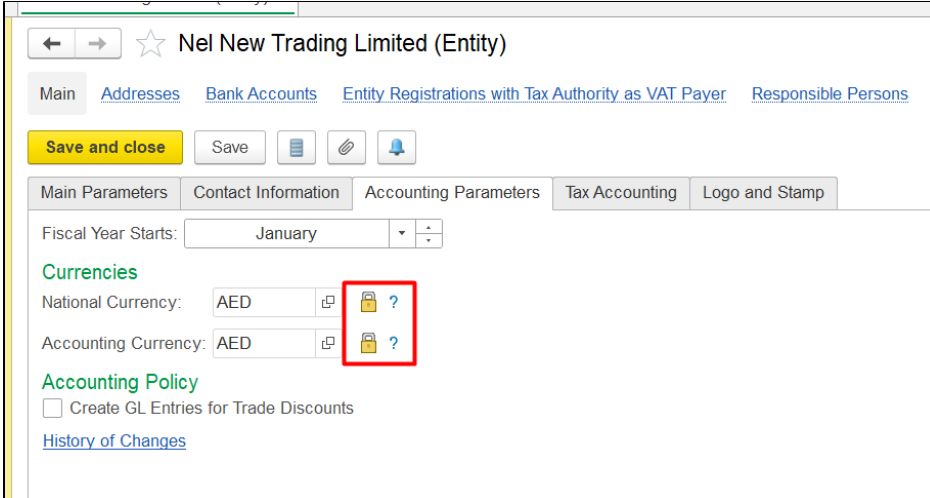 Nel New Trading Limited (Entity)
Main Addresses Bank Accounts Entity Registrations with Tax Authority as VAT Payer Responsible Persons
Save and close Save
Main Parameters Contact Information Accounting Parameters Tax Accounting Logo and Stamp
Fiscal Year Starts: January
Currencies
National Currency: AED ?
Accounting Currency: AED ?
Accounting Policy
Create GL Entries for Trade Discounts
History of Changes